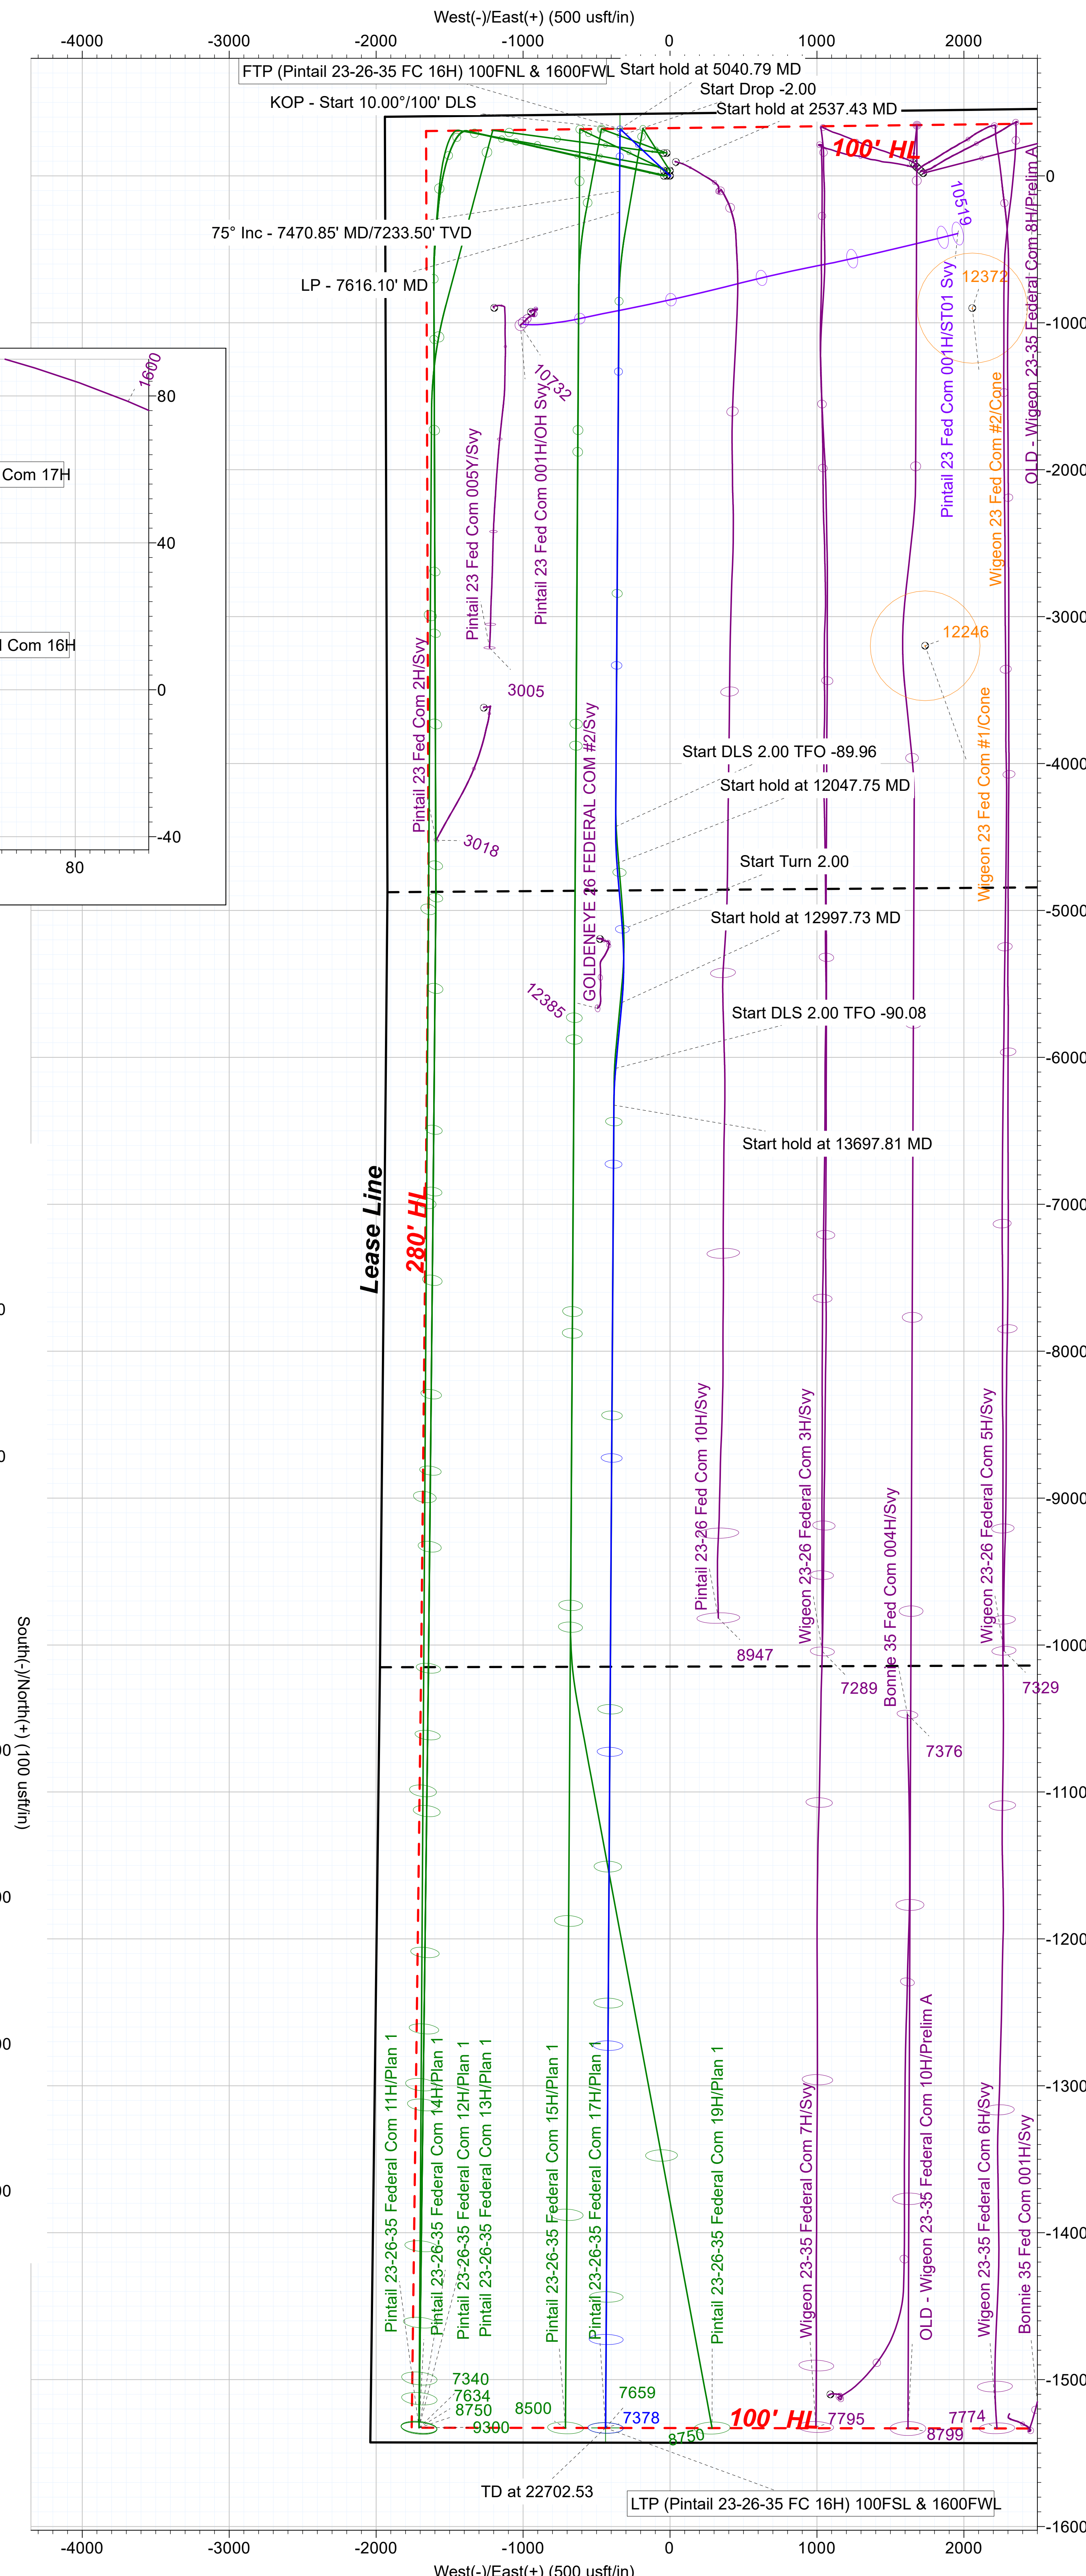 West(-)/East(+) (500 usft/in)
-4000
-3000
-2000
-1000
0
1000
2000
FTP (Pintail 23-26-35 FC 16H) 100FNL & 1600FWL
Start hold at 5040.79 MD
Start Drop -2.00
KOP - Start 10.00°/100' DLS
Start hold at 2537.43 MD
100' HL
0
10519
75° Inc - 7470.85' MD/7233.50' TVD
12372
LP - 7616.10' MD
-1000
OLD - Wigeon 23-35 Federal Com 8H/Prelim A
Pintail 23 Fed Com 001H/ST01 Svy
Wigeon 23 Fed Com #2/Cone
10732
Pintail 23 Fed Com 001H/OH Svy
Pintail 23 Fed Com 005Y/Svy
1600
80
Com 17H
40
Com 16H
0
-40
80
-2000
-3000
12246
3005
Pintail 23 Fed Com 2H/Svy
GOLDENEYE 26 FEDERAL COM #2/Svy
Wigeon 23 Fed Com #1/Cone
Start DLS 2.00 TFO -89.96
-4000
Start hold at 12047.75 MD
3018
Start Turn 2.00
-5000
Start hold at 12997.73 MD
12385
Start DLS 2.00 TFO -90.08
-6000
Start hold at 13697.81 MD
Lease Line
280' HL
-7000
-8000
Pintail 23-26 Fed Com 10H/Svy
Wigeon 23-26 Federal Com 3H/Svy
Bonnie 35 Fed Com 004H/Svy
Wigeon 23-26 Federal Com 5H/Svy
-9000
South(-)/North(+) (100 usft/in)
8947
7289
7329
7376
Pintail 23-26-35 Federal Com 11H/Plan 1
Pintail 23-26-35 Federal Com 14H/Plan 1
Pintail 23-26-35 Federal Com 12H/Plan 1
Pintail 23-26-35 Federal Com 13H/Plan 1
Pintail 23-26-35 Federal Com 15H/Plan 1
Pintail 23-26-35 Federal Com 17H/Plan 1
Pintail 23-26-35 Federal Com 19H/Plan 1
Wigeon 23-35 Federal Com 7H/Svy
OLD - Wigeon 23-35 Federal Com 10H/Prelim A
Wigeon 23-35 Federal Com 6H/Svy
Bonnie 35 Fed Com 001H/Svy
-1000
-1100
-1200
-1300
-1400
-1500
-1600
7340
7634
8750
9300
8500
7659
7378
8750
100' HL
7795
8799
7774
TD at 22702.53
LTP (Pintail 23-26-35 FC 16H) 100FSL & 1600FWL
-4000
-3000
-2000
-1000
0
1000
2000
West(-)/East(+) (500 usft/in)